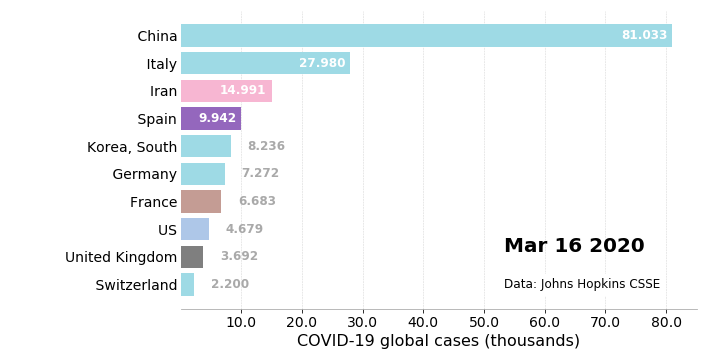 China 81.033
Italy 27.980
Iran 14.991
Spain 9.942
Korea, South 8.236
Germany 7.272
France 6.683
US 4.679
United Kingdom 3.692
Switzerland 2.200
Mar 16 2020
Data: Johns Hopkins CSSE
10.0 20.0 30.0 40.0 50.0 60.0 70.0 80.0
COVID-19 global cases (thousands)